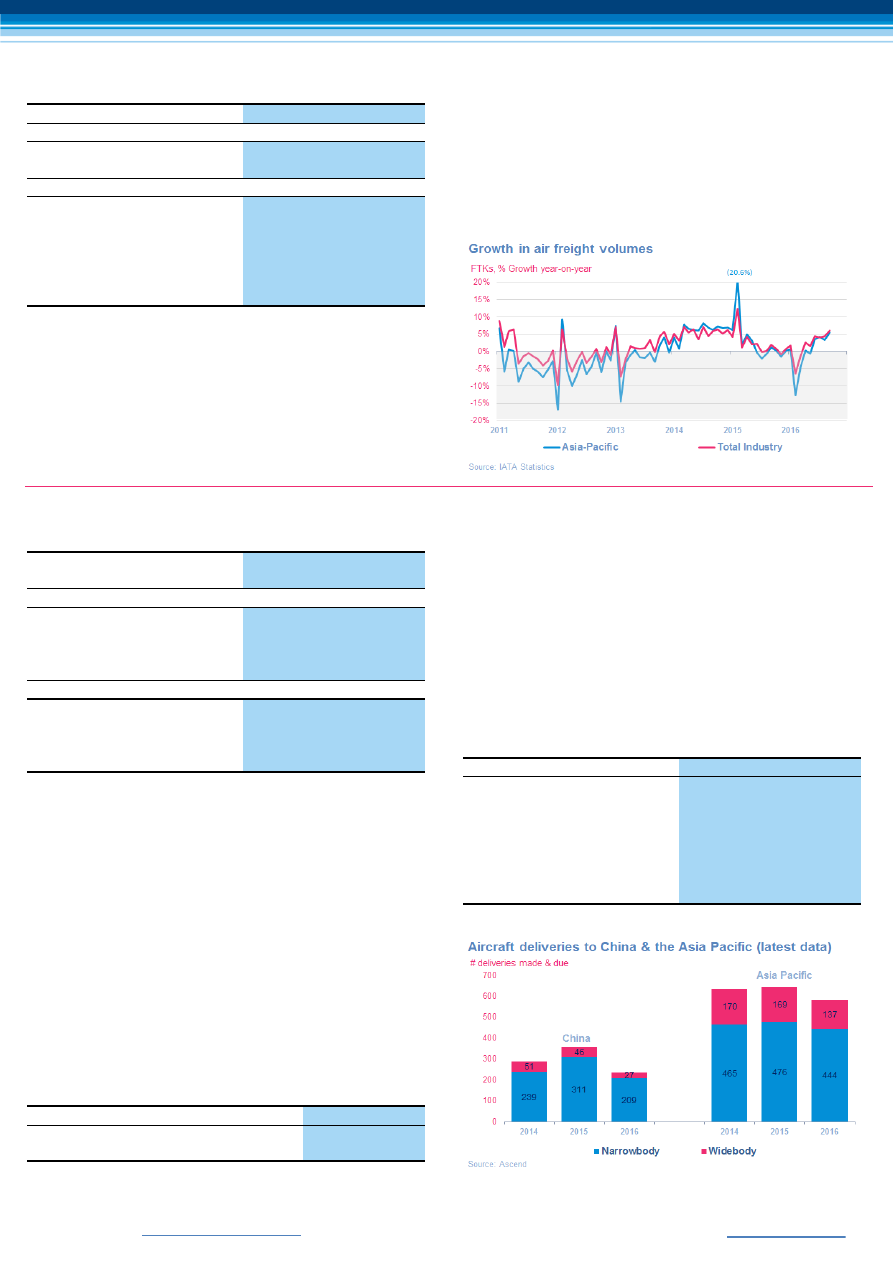 Growth in air freight volumes
FTKs, % Growth year-on-year
(20.6%)
20%
15%
10%
5%
0%
-5%
-10%
-15%
-20%
2011 2012 2013 2014 2015 2016
Asia-Pacific Total Industry
Source: IATA Statistics
Aircraft deliveries to China & the Asia Pacific (latest data)
# deliveries made & due
700
600
500
400
300
200
100
0
China
Asia Pacific
51 46 27 170 169 137
239 311 209 465 476 444
2014 2015 2016 2014 2015 2016
Narrowbody Widebody
Source: Ascend